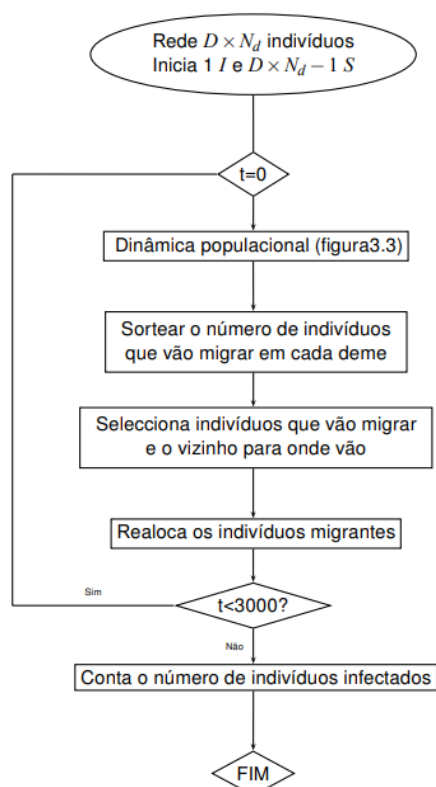 Rede D × N_d indivíduos
Inicia 1 I e D × N_d − 1 S
t=0
Dinâmica populacional (figura3.3)
Sortear o número de indivíduos
que vão migrar em cada deme
Selecciona indivíduos que vão migrar
e o vizinho para onde vão
Realoca os indivíduos migrantes
t<3000?
Sim
Não
Conta o número de indivíduos infectados
FIM